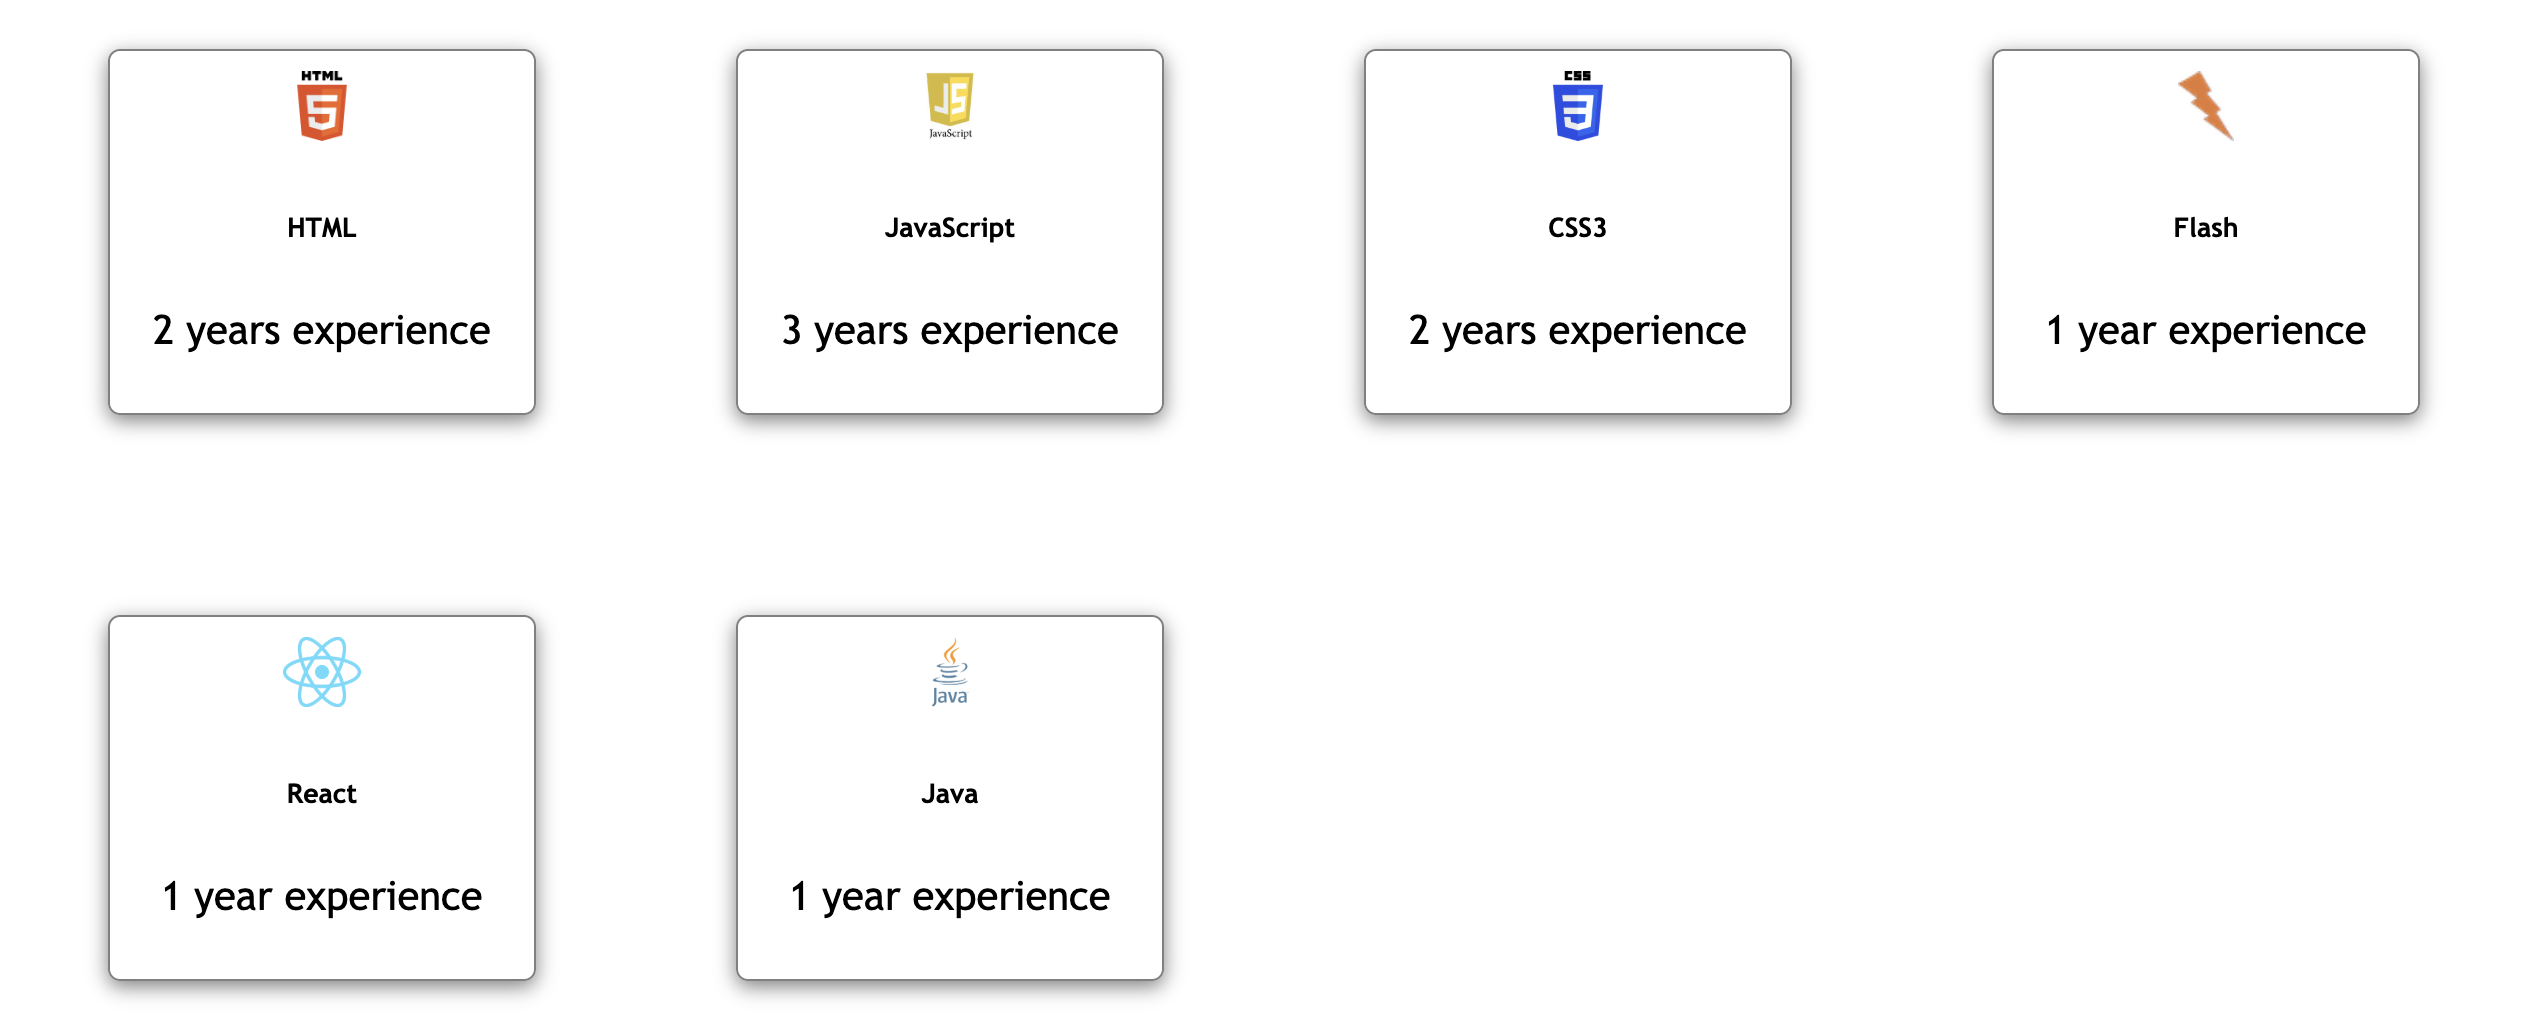 HTML
5
HTML
2 years experience
JS
JavaScript
JavaScript
3 years experience
CSS
3
CSS3
2 years experience
Flash
1 year experience
React
1 year experience
Java
Java
1 year experience